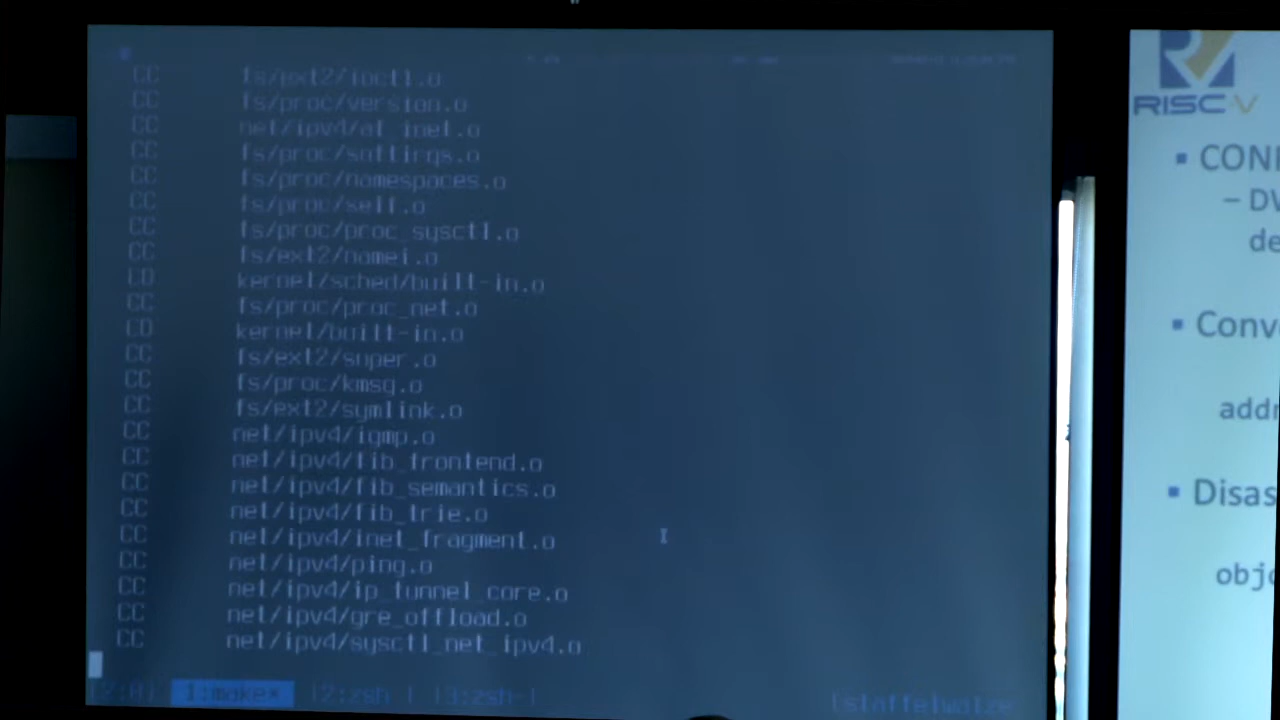 CC fs/ext2/ioctl.o
CC fs/proc/version.o
CC net/ipv4/af_inet.o
CC fs/proc/softirqs.o
CC fs/proc/namespaces.o
CC fs/proc/self.o
CC fs/proc/proc_sysctl.o
CC fs/ext2/namei.o
LD kernel/sched/built-in.o
CC fs/proc/proc_net.o
LD kernel/built-in.o
CC fs/ext2/super.o
CC fs/proc/kmsg.o
CC fs/ext2/symlink.o
CC net/ipv4/igmp.o
CC net/ipv4/fib_frontend.o
CC net/ipv4/fib_semantics.o
CC net/ipv4/fib_trie.o
CC net/ipv4/inet_fragment.o
CC net/ipv4/ping.o
CC net/ipv4/ip_tunnel_core.o
CC net/ipv4/gre_offload.o
CC net/ipv4/sysctl_net_ipv4.o
1:make* 2:zsh 3:zsh-
RISC-V
▪ CON
– DV
de
▪ Conv
addr
▪ Disas
objc